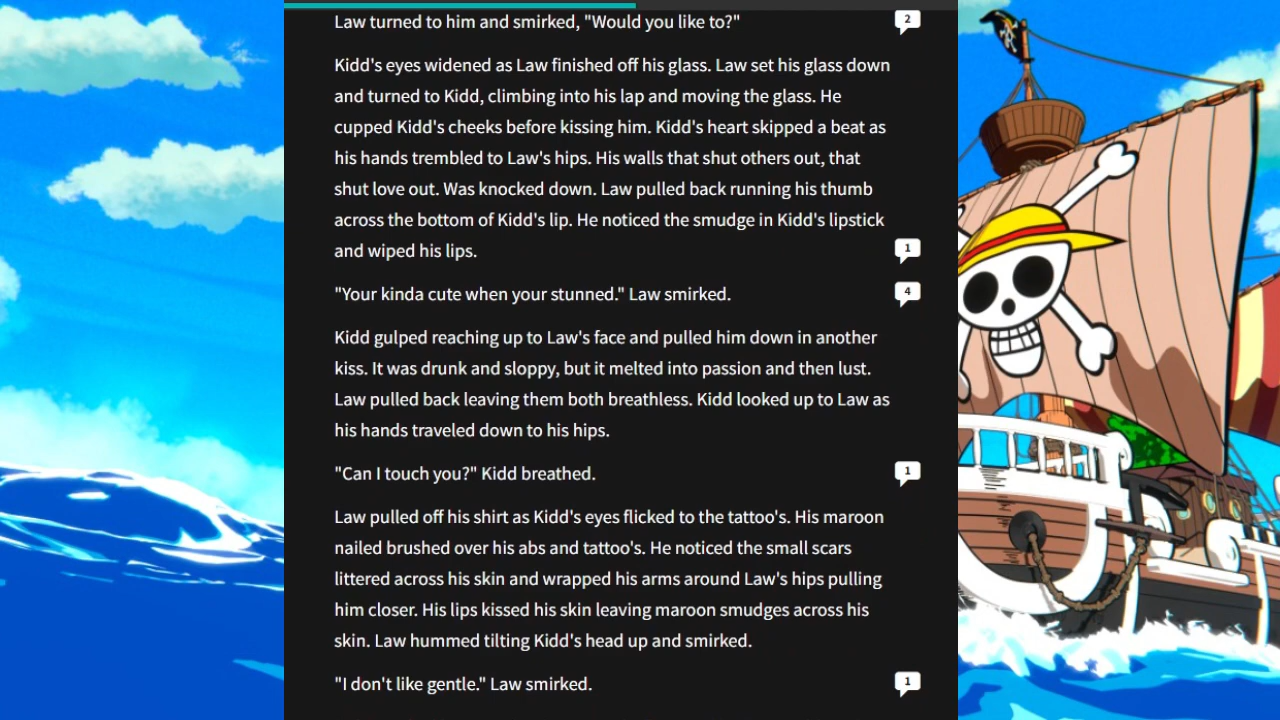 Law turned to him and smirked, "Would you like to?"
2
Kidd's eyes widened as Law finished off his glass. Law set his glass down
and turned to Kidd, climbing into his lap and moving the glass. He
cupped Kidd's cheeks before kissing him. Kidd's heart skipped a beat as
his hands trembled to Law's hips. His walls that shut others out, that
shut love out. Was knocked down. Law pulled back running his thumb
across the bottom of Kidd's lip. He noticed the smudge in Kidd's lipstick
and wiped his lips.
1
"Your kinda cute when your stunned." Law smirked.
4
Kidd gulped reaching up to Law's face and pulled him down in another
kiss. It was drunk and sloppy, but it melted into passion and then lust.
Law pulled back leaving them both breathless. Kidd looked up to Law as
his hands traveled down to his hips.
"Can I touch you?" Kidd breathed.
1
Law pulled off his shirt as Kidd's eyes flicked to the tattoo's. His maroon
nailed brushed over his abs and tattoo's. He noticed the small scars
littered across his skin and wrapped his arms around Law's hips pulling
him closer. His lips kissed his skin leaving maroon smudges across his
skin. Law hummed tilting Kidd's head up and smirked.
"I don't like gentle." Law smirked.
1